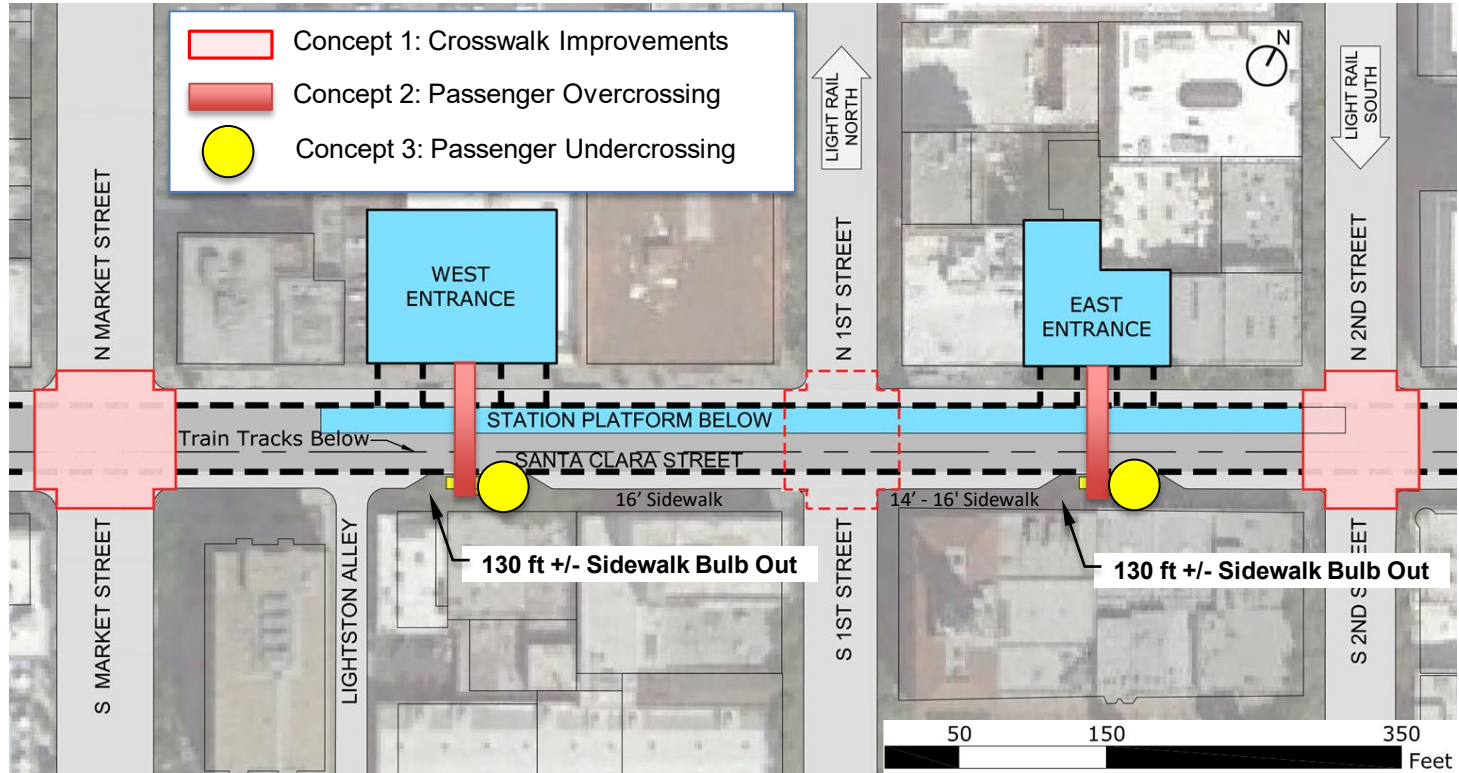 Concept 1: Crosswalk Improvements
Concept 2: Passenger Overcrossing
Concept 3: Passenger Undercrossing
N
LIGHT RAIL
NORTH
LIGHT RAIL
SOUTH
N MARKET STREET
N 1ST STREET
N 2ND STREET
WEST
ENTRANCE
EAST
ENTRANCE
STATION PLATFORM BELOW
Train Tracks Below
SANTA CLARA STREET
16’ Sidewalk
14’ - 16' Sidewalk
130 ft +/- Sidewalk Bulb Out
130 ft +/- Sidewalk Bulb Out
S MARKET STREET
LIGHTSTON ALLEY
S 1ST STREET
S 2ND STREET
50 150 350
Feet